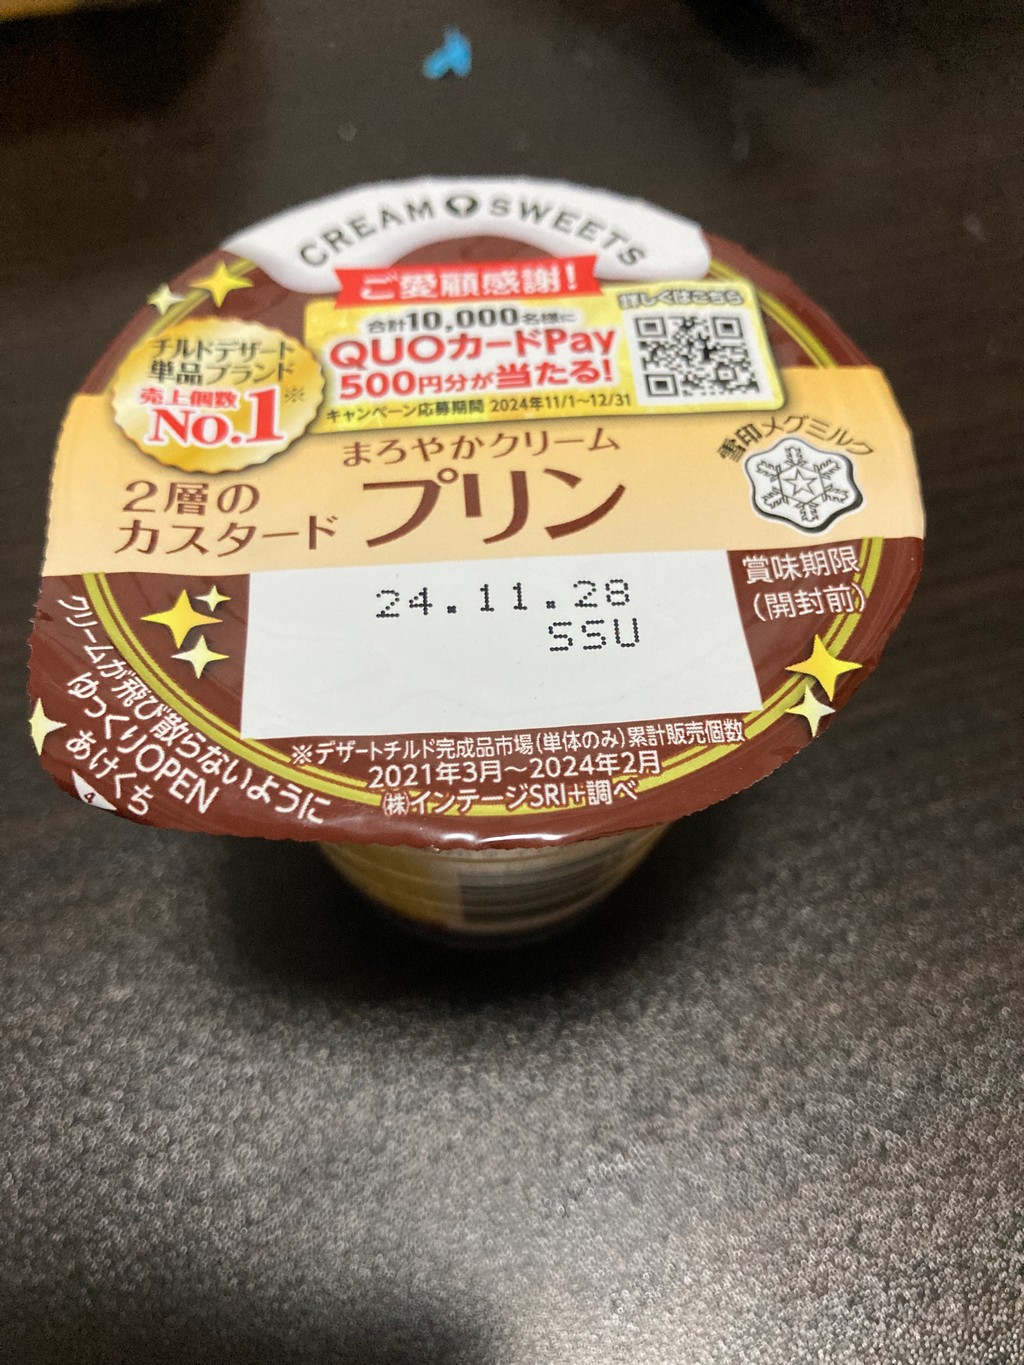 CREAM SWEETS
ご愛顧感謝!
合計10,000名様に
QUOカードPay
500円分が当たる!
キャンペーン応募期間 2024年11/1~12/31
詳しくはこちら
チルドデザート
単品ブランド
売上個数
No.1※
雪印メグミルク
まろやかクリーム
プリン
2層の
カスタード
賞味期限
(開封前)
24.11.28
SSU
※デザートチルド完成品市場(単体のみ)累計販売個数
2021年3月~2024年2月
㈱インテージSRI+調べ
クリームが飛び散らないように
ゆっくりOPEN
あけくち
4